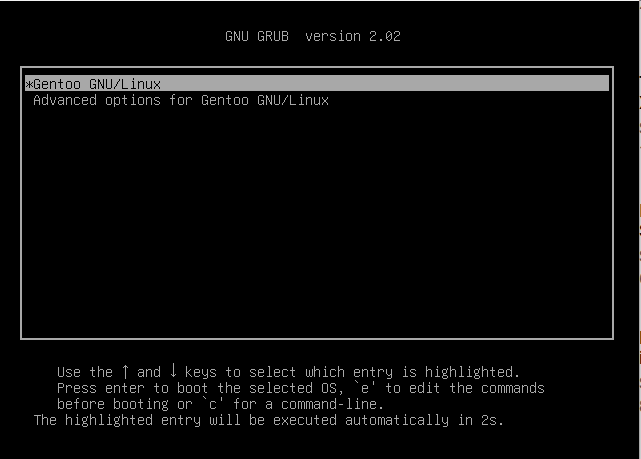 GNU GRUB  version 2.02
*Gentoo GNU/Linux
Advanced options for Gentoo GNU/Linux
Use the ↑ and ↓ keys to select which entry is highlighted.
Press enter to boot the selected OS, `e' to edit the commands
before booting or `c' for a command-line.
The highlighted entry will be executed automatically in 2s.